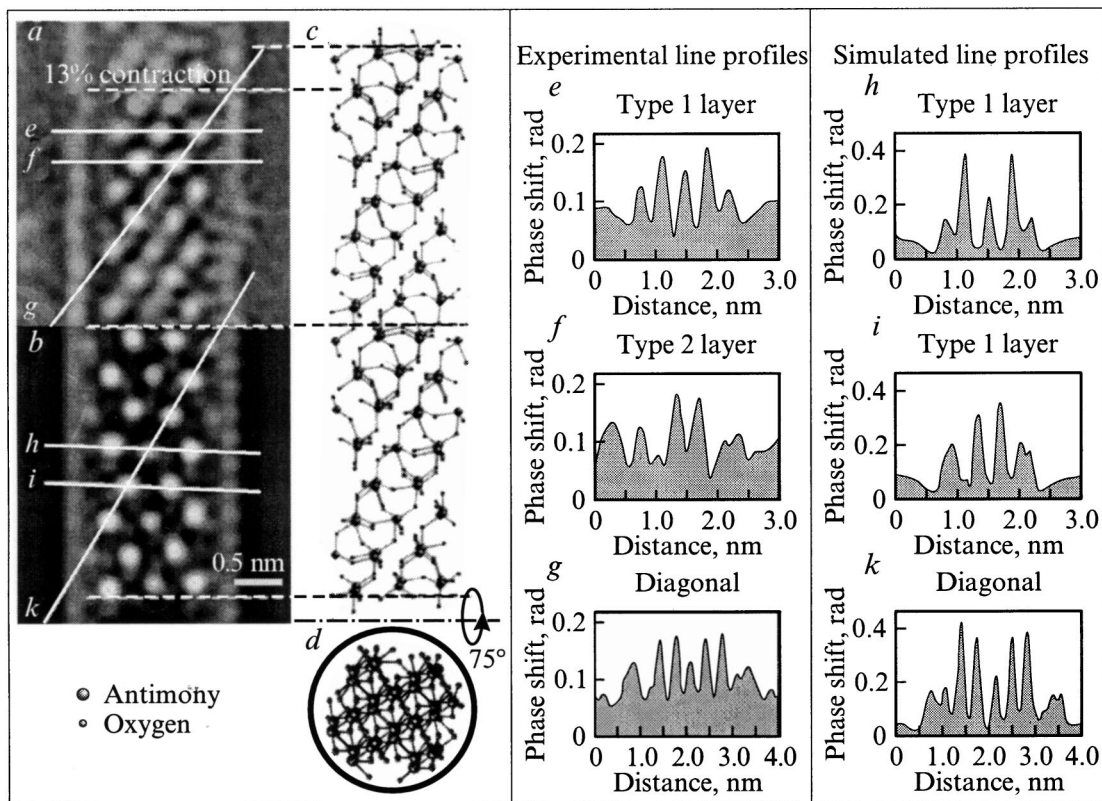 a
13% contraction
e
f
g
b
h
i
0.5 nm
k
c
d
75°
Antimony
Oxygen
Experimental line profiles
e
Type 1 layer
Phase shift, rad
0.2
0.1
0
0 1.0 2.0 3.0
Distance, nm
f
Type 2 layer
Phase shift, rad
0.2
0.1
0
0 1.0 2.0 3.0
Distance, nm
g
Diagonal
Phase shift, rad
0.2
0.1
0
0 1.0 2.0 3.0 4.0
Distance, nm
Simulated line profiles
h
Type 1 layer
Phase shift, rad
0.4
0.2
0
0 1.0 2.0 3.0
Distance, nm
i
Type 1 layer
Phase shift, rad
0.4
0.2
0
0 1.0 2.0 3.0
Distance, nm
k
Diagonal
Phase shift, rad
0.4
0.2
0
0 1.0 2.0 3.0 4.0
Distance, nm